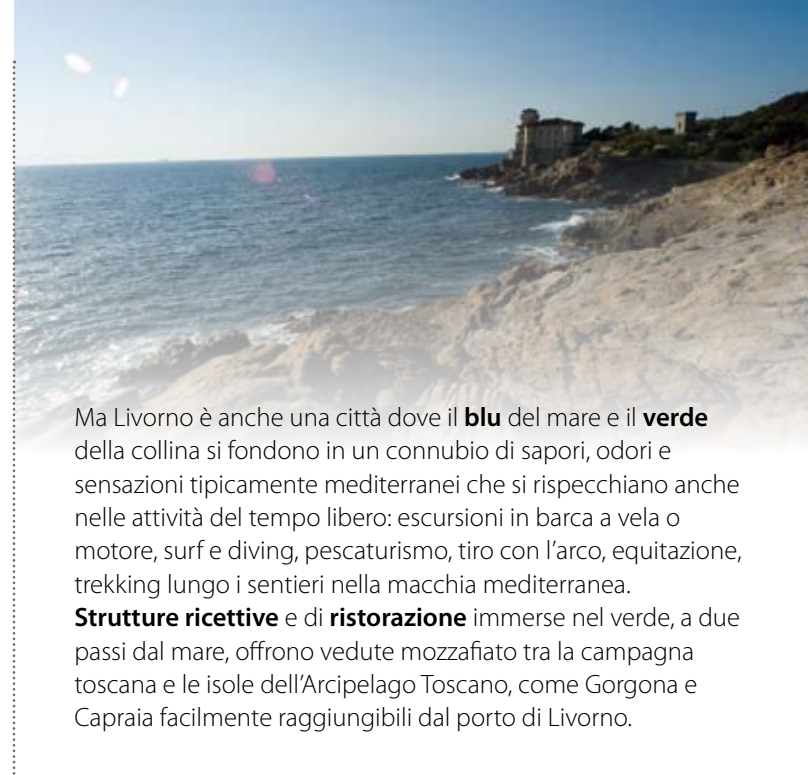 Ma Livorno è anche una città dove il blu del mare e il verde
della collina si fondono in un connubio di sapori, odori e
sensazioni tipicamente mediterranei che si rispecchiano anche
nelle attività del tempo libero: escursioni in barca a vela o
motore, surf e diving, pescaturismo, tiro con l’arco, equitazione,
trekking lungo i sentieri nella macchia mediterranea.
Strutture ricettive e di ristorazione immerse nel verde, a due
passi dal mare, offrono vedute mozzafiato tra la campagna
toscana e le isole dell’Arcipelago Toscano, come Gorgona e
Capraia facilmente raggiungibili dal porto di Livorno.